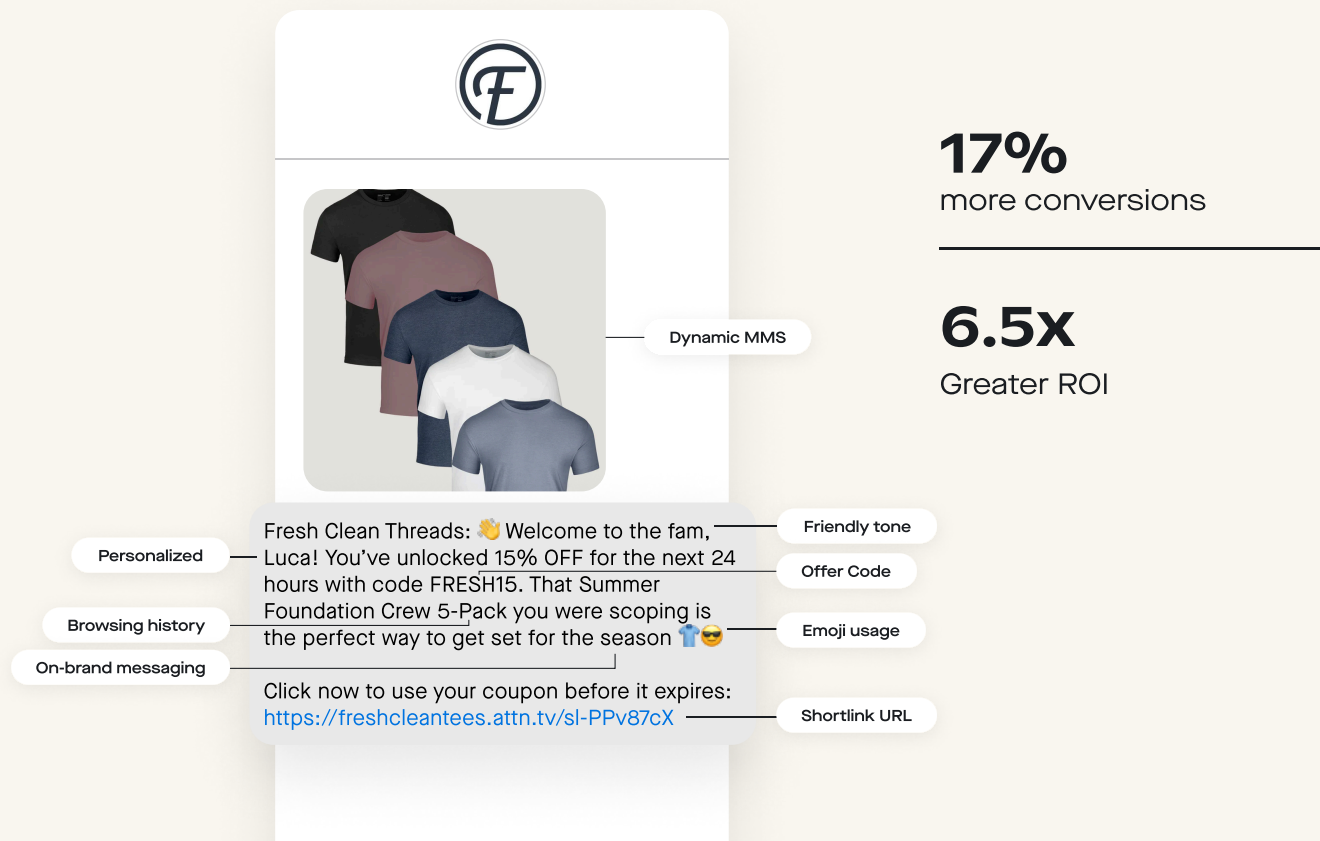 F
17%
more conversions
6.5x
Greater ROI
Dynamic MMS
Fresh Clean Threads: 👋 Welcome to the fam,
Luca! You’ve unlocked 15% OFF for the next 24
hours with code FRESH15. That Summer
Foundation Crew 5-Pack you were scoping is
the perfect way to get set for the season 👕😎
Click now to use your coupon before it expires:
https://freshcleantees.attn.tv/sl-PPv87cX
Personalized
Browsing history
On-brand messaging
Friendly tone
Offer Code
Emoji usage
Shortlink URL